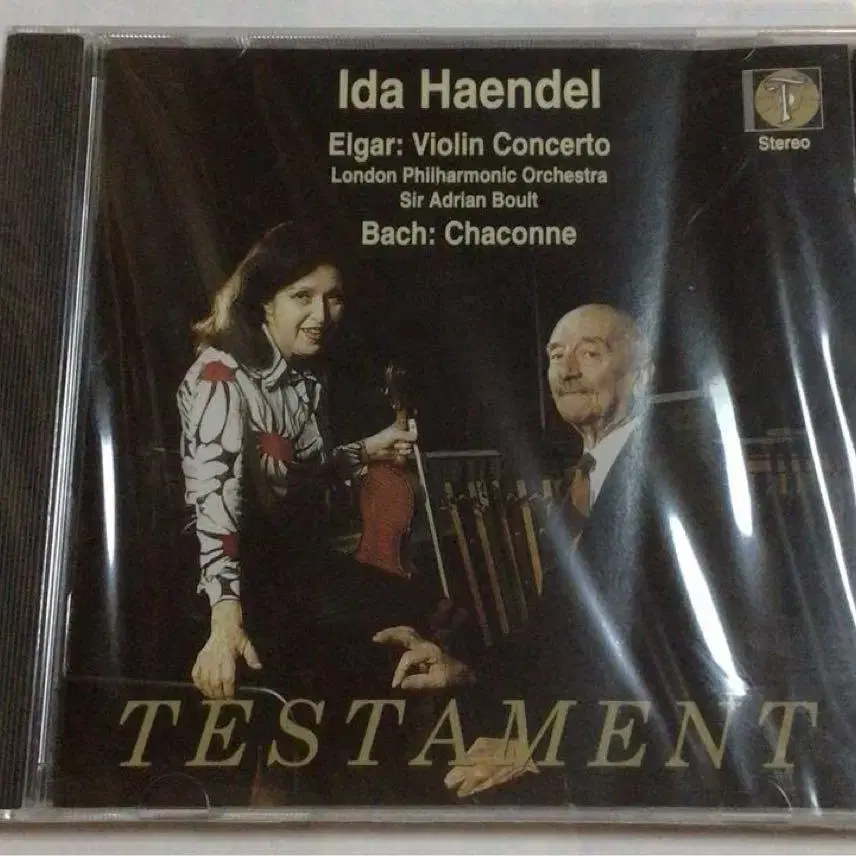 Ida Haendel
Elgar: Violin Concerto
London Philharmonic Orchestra
Sir Adrian Boult
Bach: Chaconne
Stereo
TESTAMENT